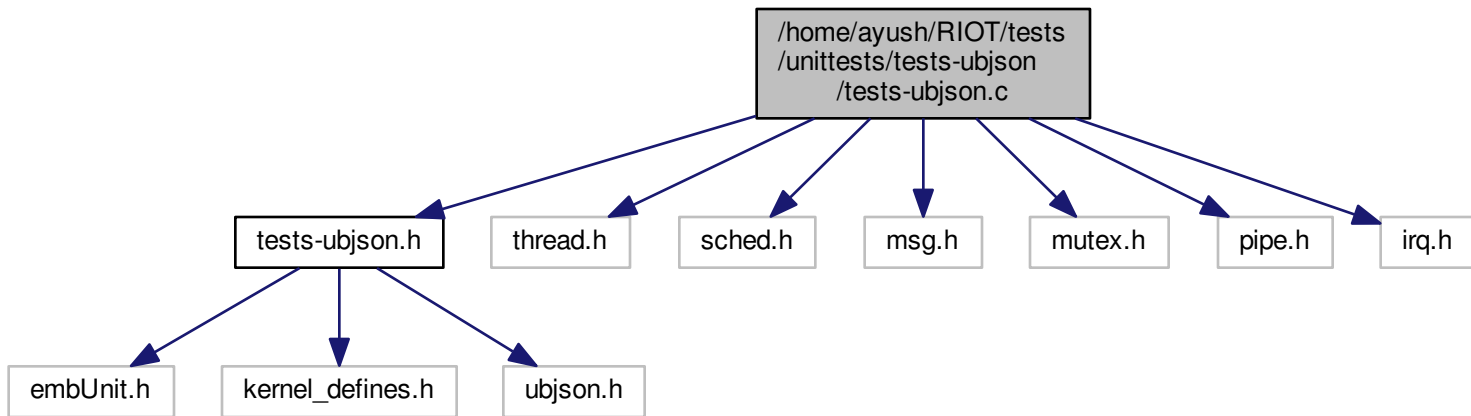 /home/ayush/RIOT/tests
/unittests/tests-ubjson
/tests-ubjson.c
tests-ubjson.h
thread.h
sched.h
msg.h
mutex.h
pipe.h
irq.h
embUnit.h
kernel_defines.h
ubjson.h